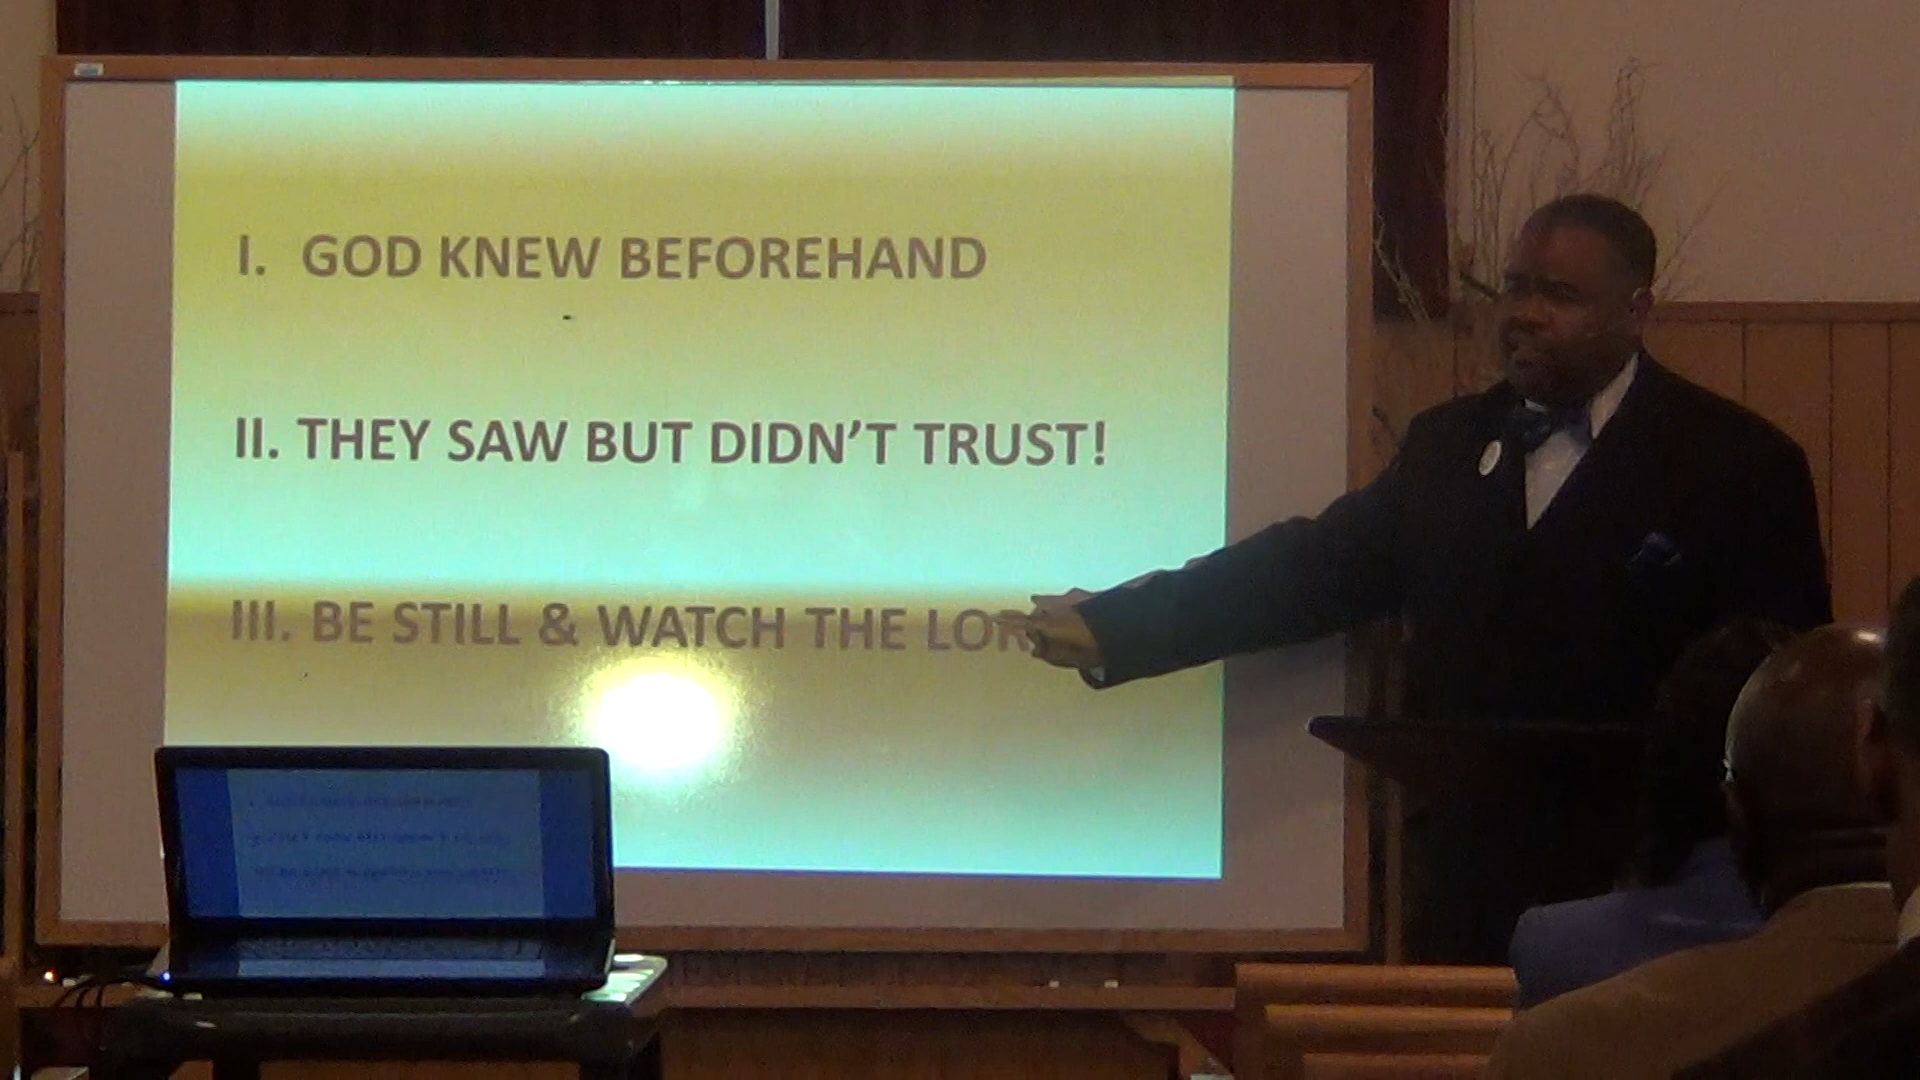 I. GOD KNEW BEFOREHAND
II. THEY SAW BUT DIDN'T TRUST!
III. BE STILL & WATCH THE